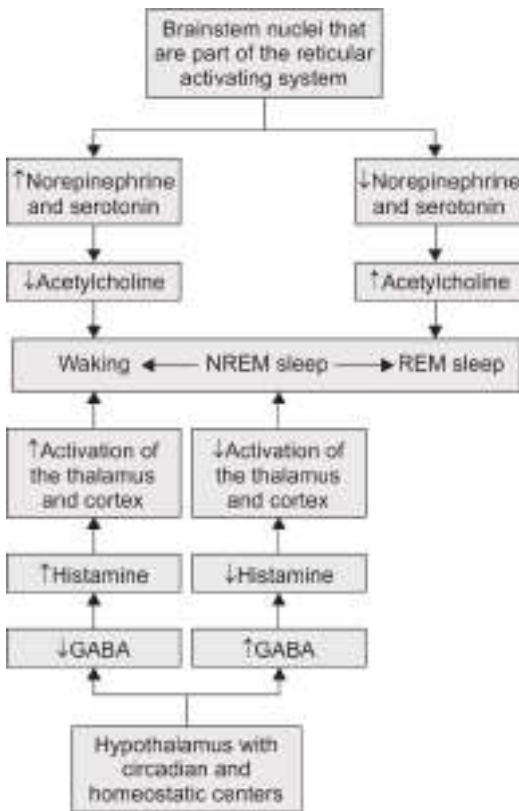 Brainstem nuclei that
are part of the reticular
activating system
↑Norepinephrine
and serotonin
↓Norepinephrine
and serotonin
↓Acetylcholine
↑Acetylcholine
Waking ← NREM sleep → REM sleep
↑Activation of
the thalamus
and cortex
↓Activation of
the thalamus
and cortex
↑Histamine
↓Histamine
↓GABA
↑GABA
Hypothalamus with
circadian and
homeostatic centers